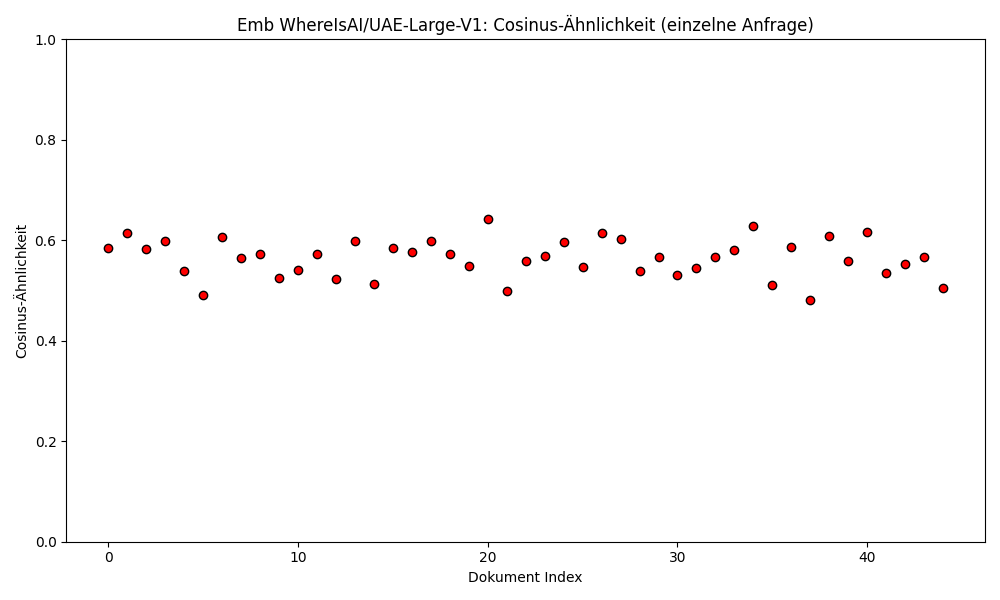 Emb WhereIsAI/UAE-Large-V1: Cosinus-Ähnlichkeit (einzelne Anfrage)
1.0
0.8
0.6
0.4
0.2
0.0
Cosinus-Ähnlichkeit
0 10 20 30 40
Dokument Index